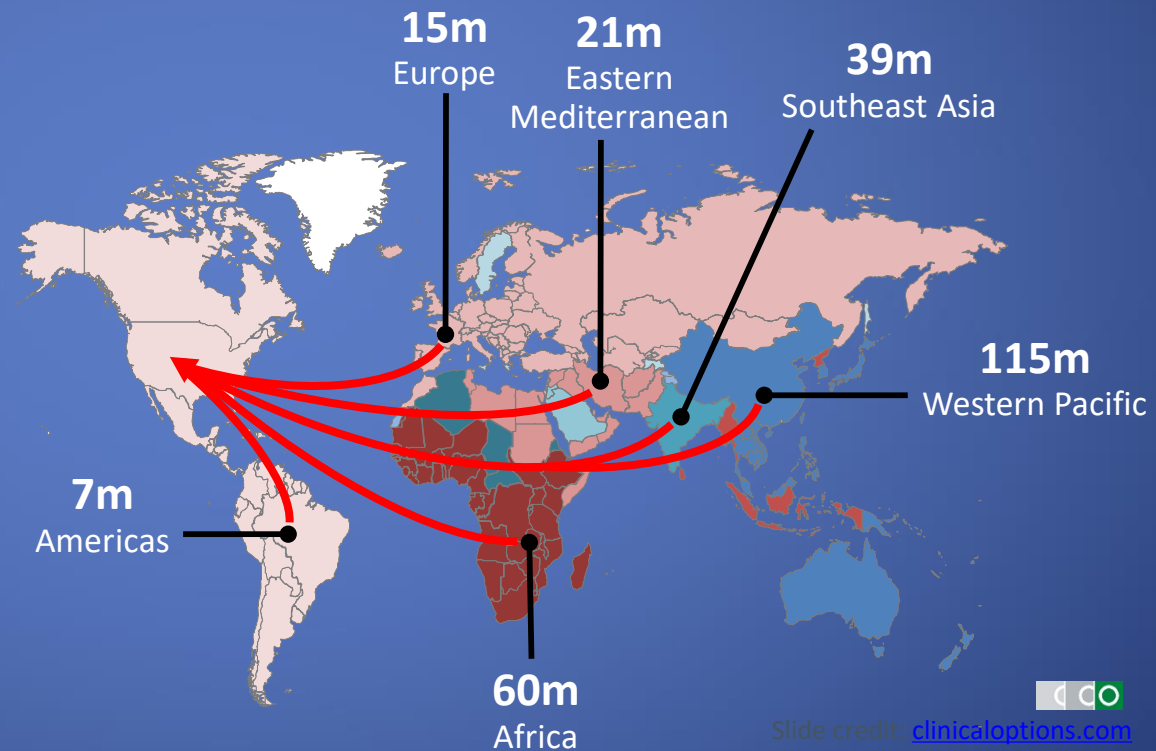 15m
Europe
21m
Eastern
Mediterranean
39m
Southeast Asia
115m
Western Pacific
7m
Americas
60m
Africa
CCO
Slide credit: clinicaloptions.com